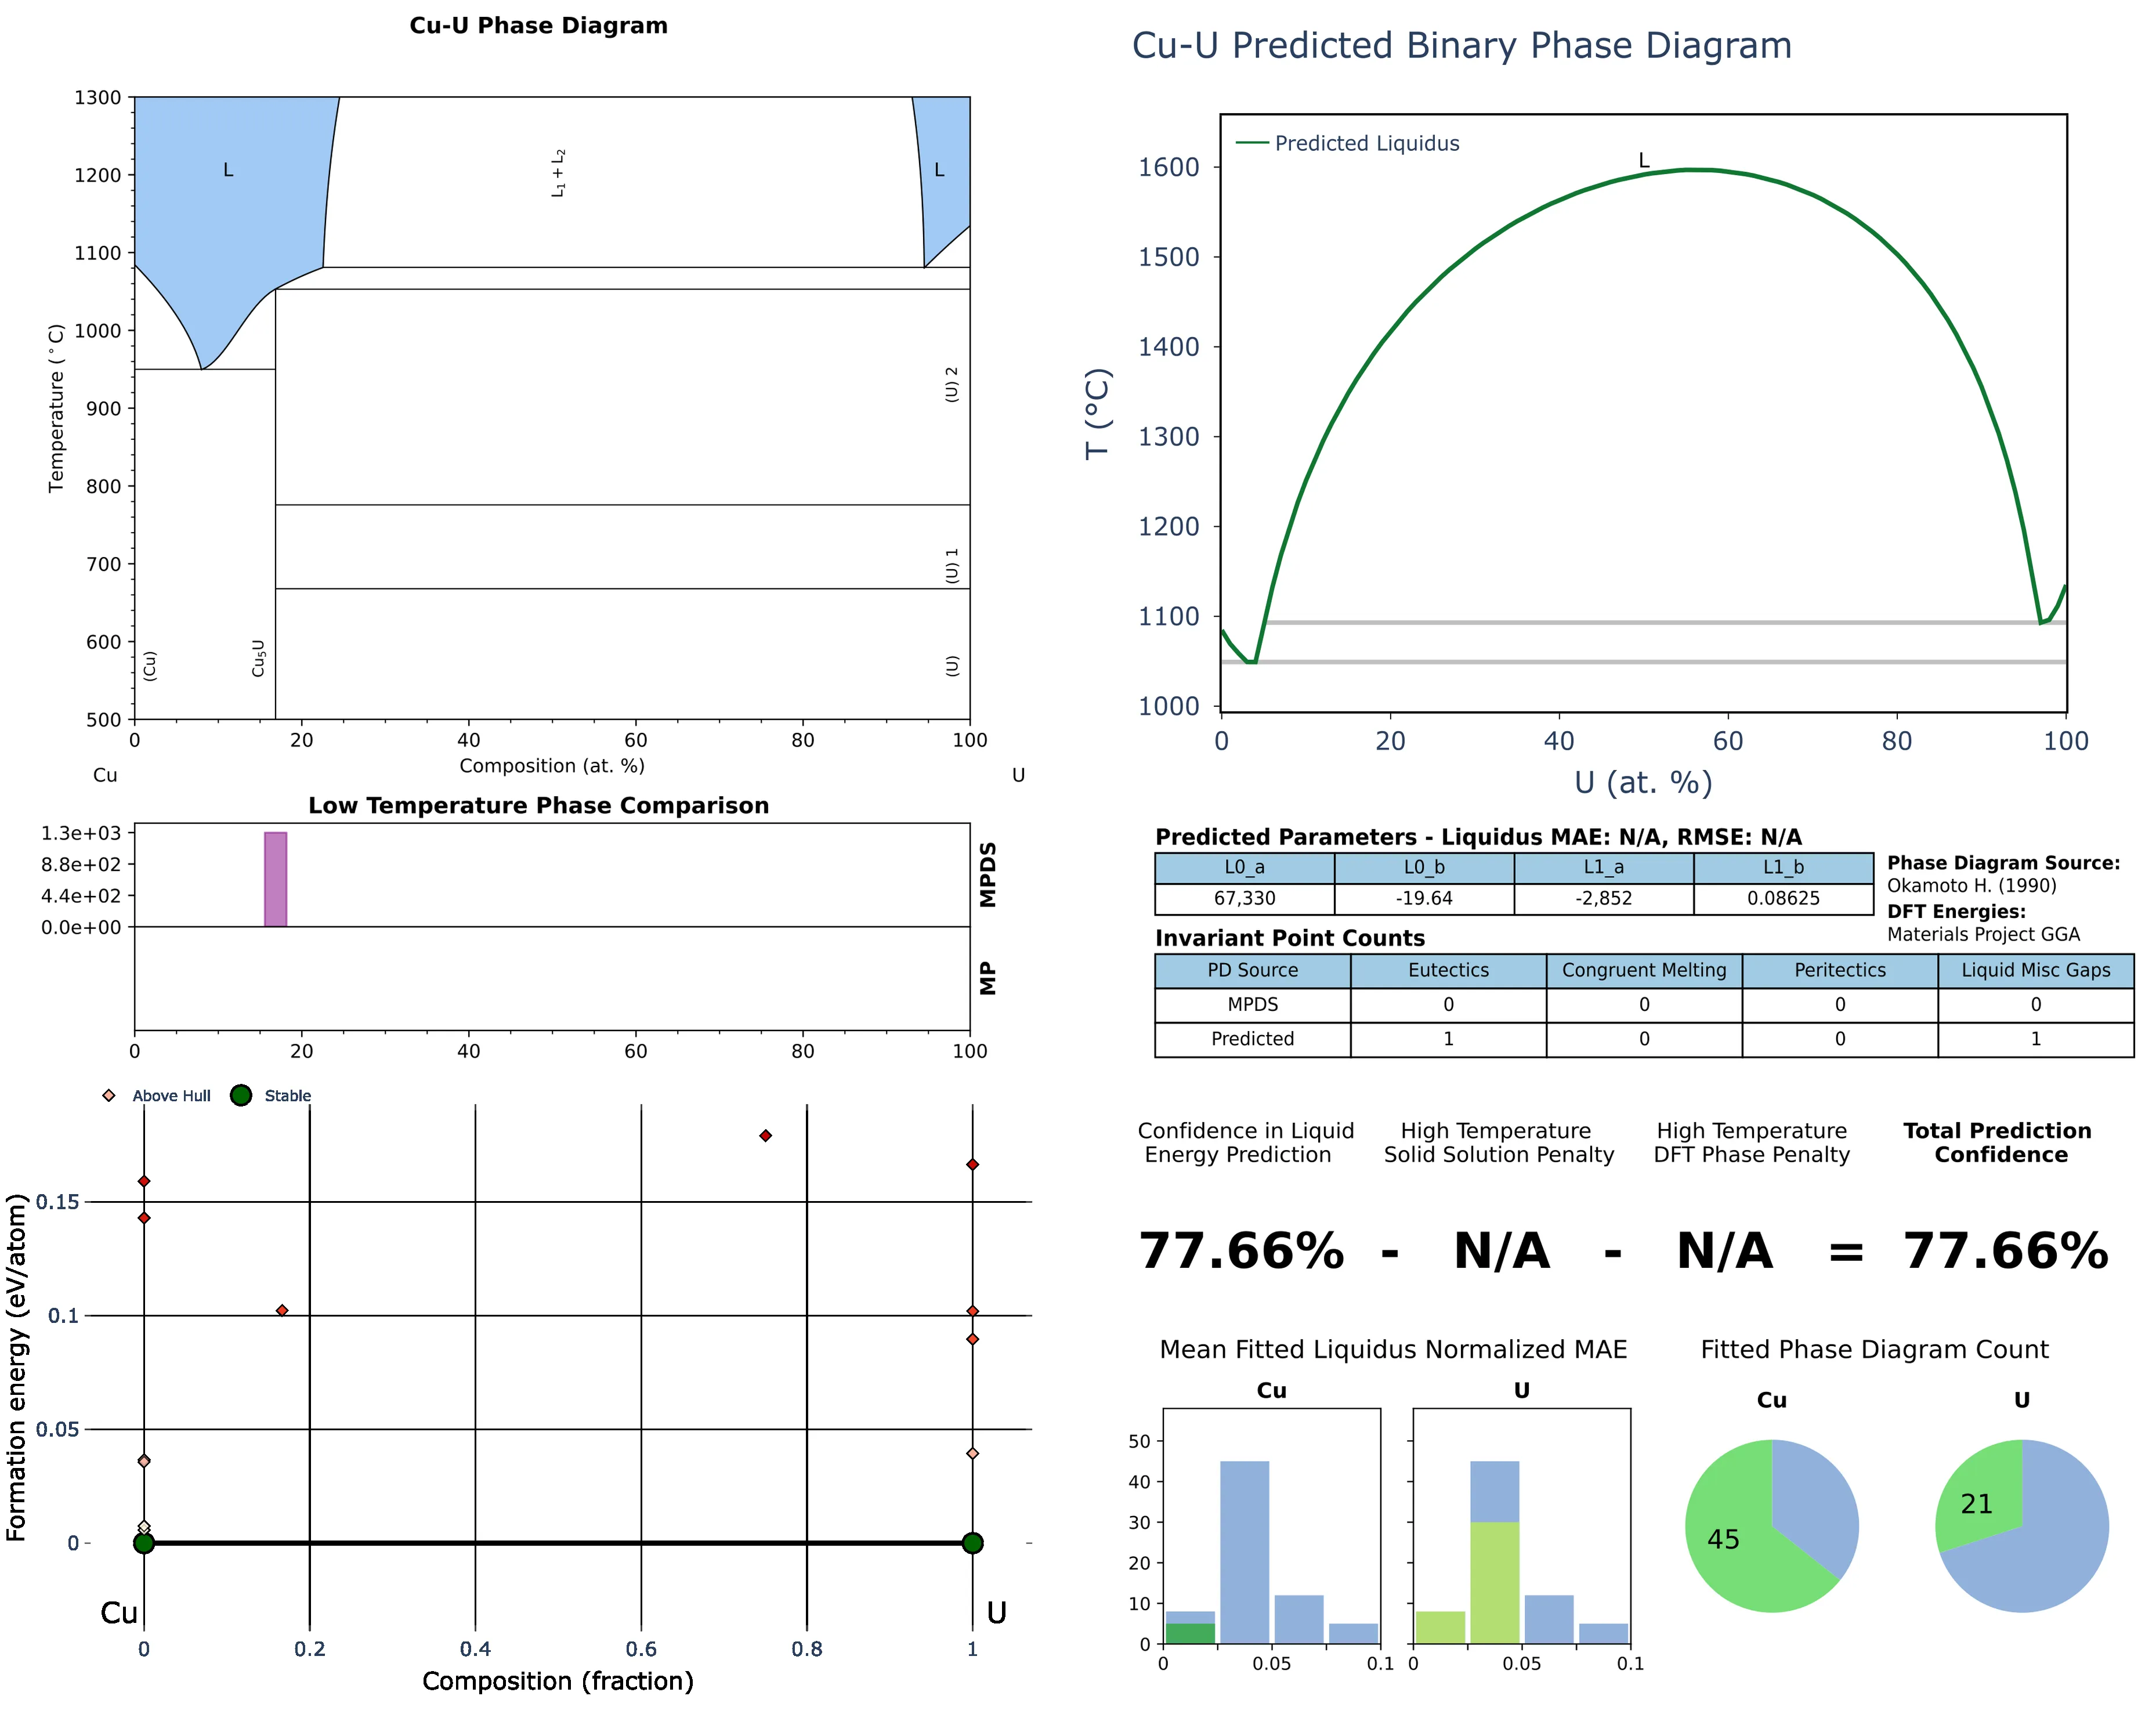 Cu-U Phase Diagram
1300
1200
1100
1000
900
800
700
600
500
Temperature (°C)
L
L₁ + L₂
L
(U) 2
(U) 1
(U)
(Cu)
Cu₅U
0 20 40 60 80 100
Cu Composition (at. %) U
Low Temperature Phase Comparison
1.3e+03
8.8e+02
4.4e+02
0.0e+00
MPDS
MP
0 20 40 60 80 100
Above Hull Stable
Formation energy (eV/atom)
0.15
0.1
0.05
0
Cu U
0 0.2 0.4 0.6 0.8 1
Composition (fraction)
Cu-U Predicted Binary Phase Diagram
Predicted Liquidus
L
T (°C)
1600
1500
1400
1300
1200
1100
1000
0 20 40 60 80 100
U (at. %)
Predicted Parameters - Liquidus MAE: N/A, RMSE: N/A
L0_a L0_b L1_a L1_b
67,330 -19.64 -2,852 0.08625
Phase Diagram Source:
Okamoto H. (1990)
DFT Energies:
Materials Project GGA
Invariant Point Counts
PD Source Eutectics Congruent Melting Peritectics Liquid Misc Gaps
MPDS 0 0 0 0
Predicted 1 0 0 1
Confidence in Liquid
Energy Prediction
High Temperature
Solid Solution Penalty
High Temperature
DFT Phase Penalty
Total Prediction
Confidence
77.66% - N/A - N/A = 77.66%
Mean Fitted Liquidus Normalized MAE
Cu U
50
40
30
20
10
0
0 0.05 0.1 0 0.05 0.1
Fitted Phase Diagram Count
Cu U
45 21